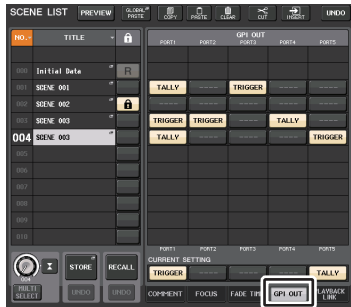 SCENE LIST PREVIEW GLOBAL PASTE COPY PASTE CLEAR CUT INSERT UNDO
NO. TITLE GPI OUT
PORT1 PORT2 PORT3 PORT4 PORT5
000 Initial Data R
001 SCENE 001 TALLY ---- TRIGGER ---- ----
002 SCENE 002 ---- ---- ---- ---- ----
003 SCENE 003 TRIGGER TRIGGER ---- TALLY ----
004 SCENE 003 TALLY ---- ---- ---- TRIGGER
005
006
007
008
009
010
PORT1 PORT2 PORT3 PORT4 PORT5
CURRENT SETTING
004 STORE RECALL TRIGGER ---- ---- ---- TALLY
MULTI SELECT UNDO UNDO COMMENT FOCUS FADE TIME GPI OUT PLAYBACK LINK